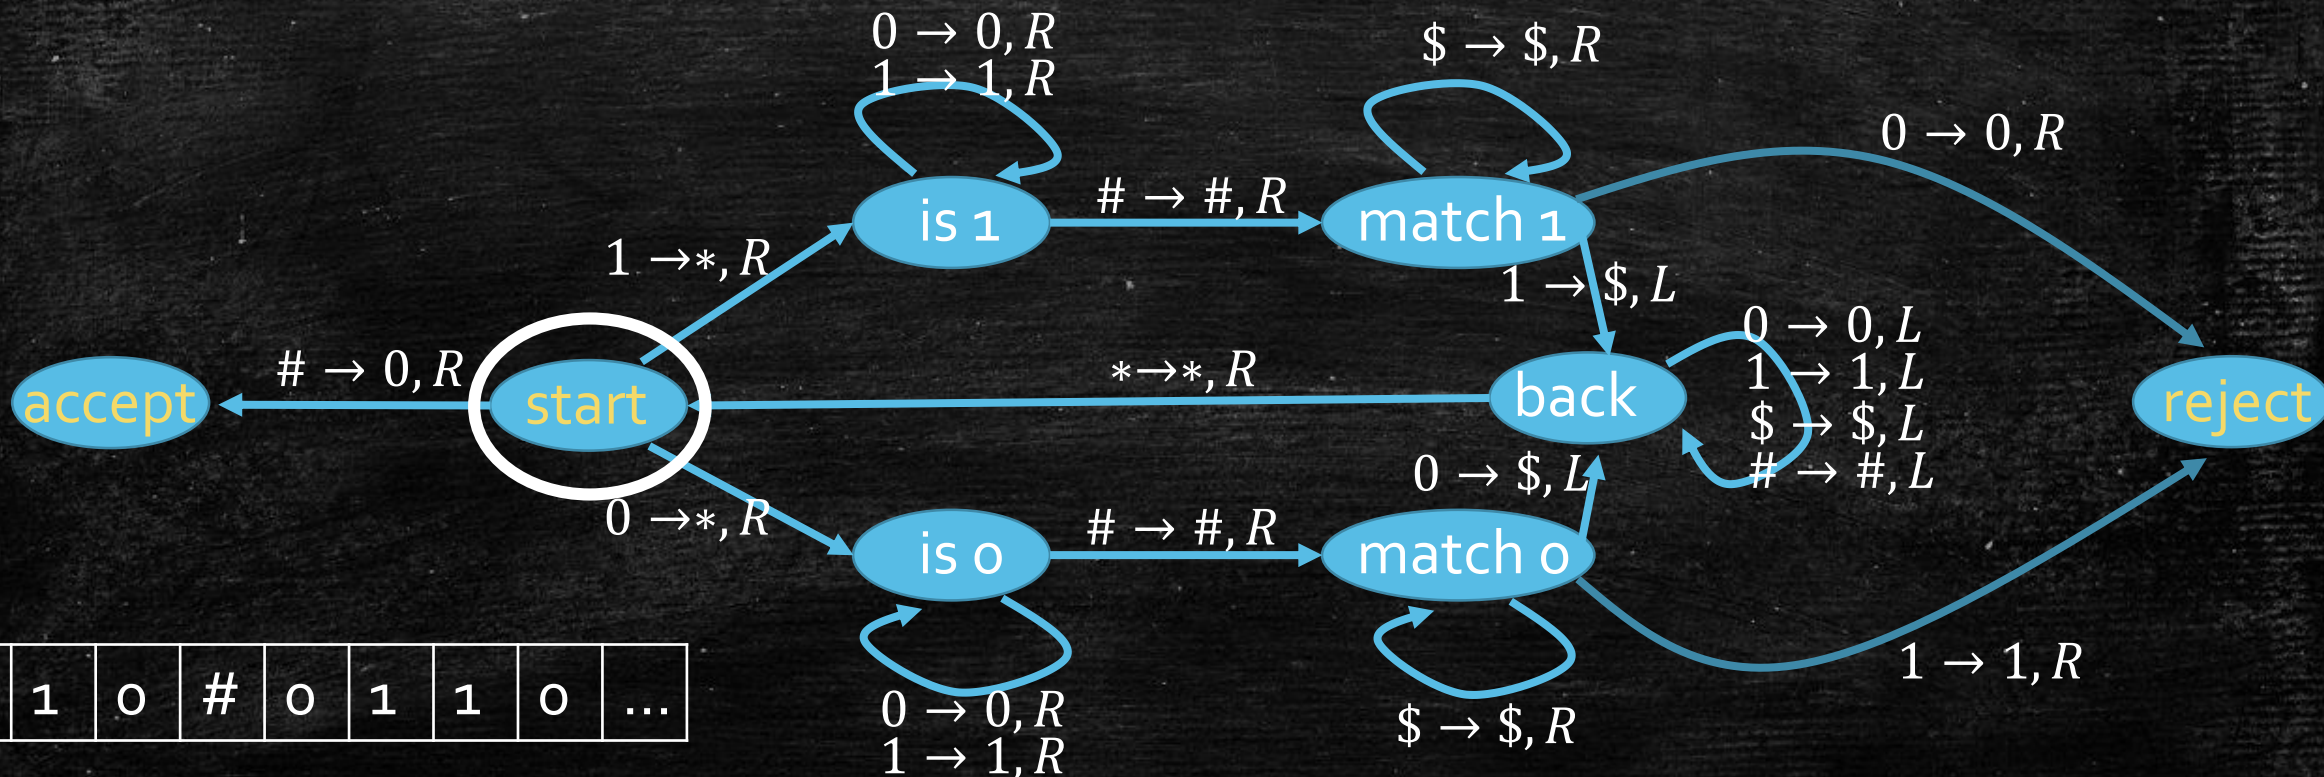 0 → 0, R
1 → 1, R
$ → $, R
0 → 0, R
is 1
# → #, R
match 1
1 →*, R
1 → $, L
0 → 0, L
1 → 1, L
$ → $, L
# → #, L
accept
# → 0, R
start
*→*, R
back
reject
0 → $, L
0 →*, R
is 0
# → #, R
match 0
1 → 1, R
0 → 0, R
1 → 1, R
$ → $, R
1 0 # 0 1 1 0 ...